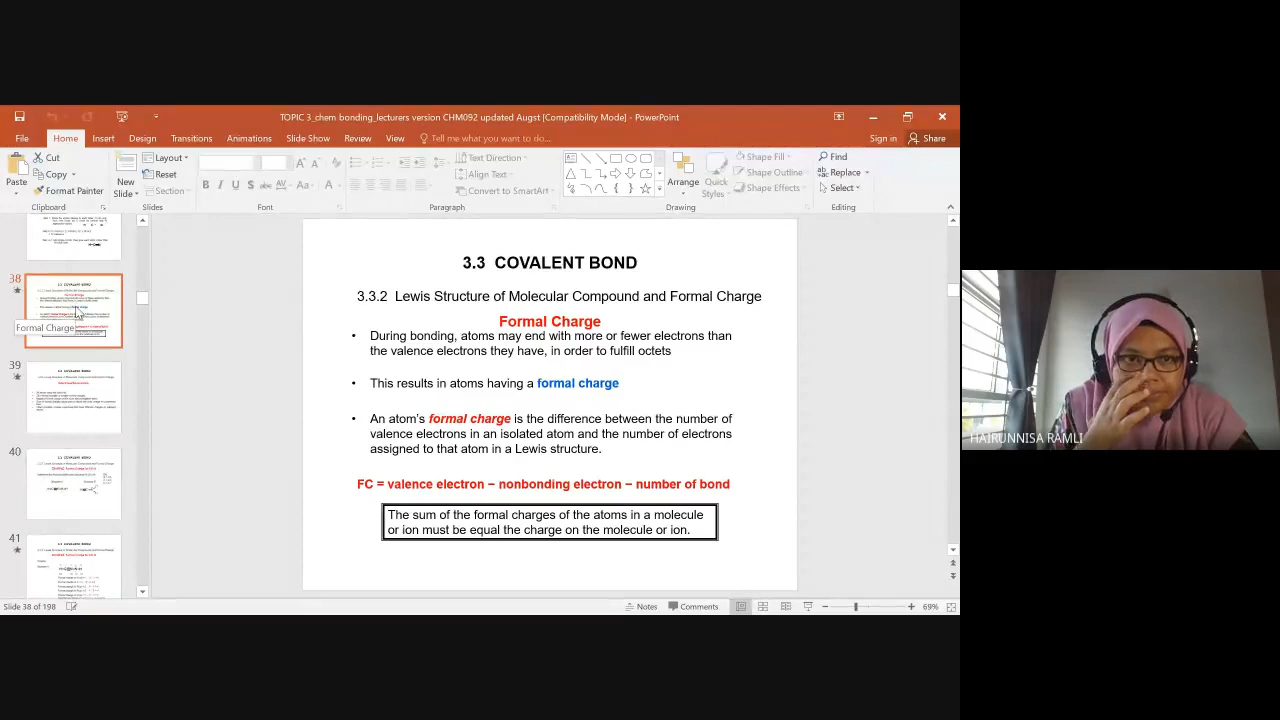 TOPIC 3_chem bonding_lecturers version CHM092 updated Augst [Compatibility Mode] - PowerPoint
File Home Insert Design Transitions Animations Slide Show Review View Tell me what you want to do... Sign in Share
Paste
Cut
Copy
Format Painter
Clipboard
New Slide
Layout
Reset
Section
Slides
B I U S abc AV Aa A
Font
Paragraph
Text Direction
Align Text
Convert to SmartArt
Arrange
Quick Styles
Shape Fill
Shape Outline
Shape Effects
Drawing
Find
Replace
Select
Editing
38
Formal Charge
39
40
41
3.3 COVALENT BOND
3.3.2 Lewis Structure of Molecular Compound and Formal Charge
Formal Charge
• During bonding, atoms may end with more or fewer electrons than
the valence electrons they have, in order to fulfill octets
• This results in atoms having a formal charge
• An atom's formal charge is the difference between the number of
valence electrons in an isolated atom and the number of electrons
assigned to that atom in a Lewis structure.
FC = valence electron − nonbonding electron − number of bond
The sum of the formal charges of the atoms in a molecule
or ion must be equal the charge on the molecule or ion.
HAIRUNNISA RAMLI
Slide 38 of 198
Notes Comments 69%